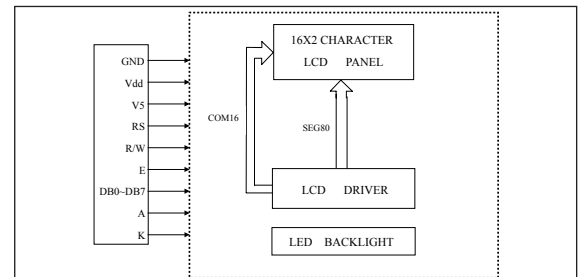 GND
Vdd
V5
RS
R/W
E
DB0~DB7
A
K
COM16
SEG80
16X2 CHARACTER
LCD PANEL
LCD DRIVER
LED BACKLIGHT